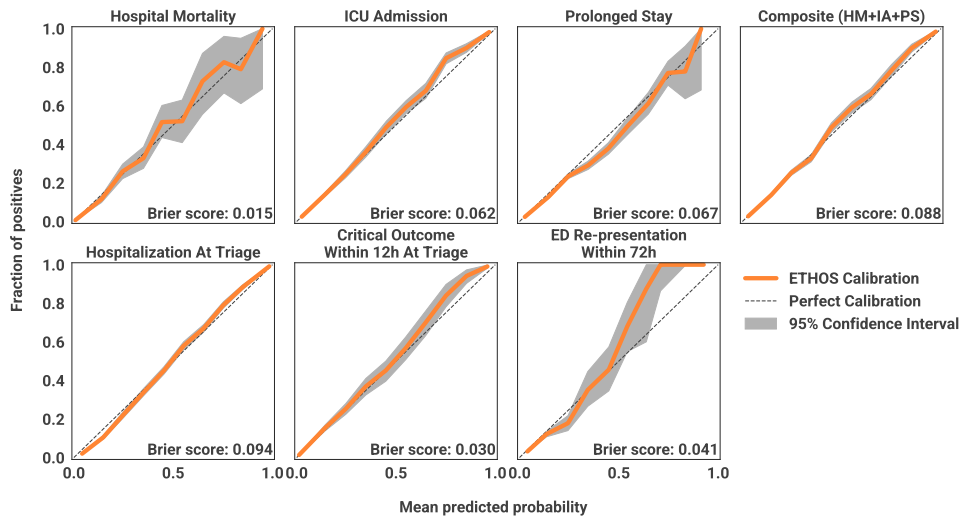 Hospital Mortality
ICU Admission
Prolonged Stay
Composite (HM+IA+PS)
1.0
0.8
0.6
0.4
0.2
0.0
Brier score: 0.015
Brier score: 0.062
Brier score: 0.067
Brier score: 0.088
Fraction of positives
Hospitalization At Triage
Critical Outcome
Within 12h At Triage
ED Re-presentation
Within 72h
1.0
0.8
0.6
0.4
0.2
0.0
Brier score: 0.094
Brier score: 0.030
Brier score: 0.041
0.0 0.5 1.0
0.0 0.5 1.0
0.0 0.5 1.0
ETHOS Calibration
Perfect Calibration
95% Confidence Interval
Mean predicted probability